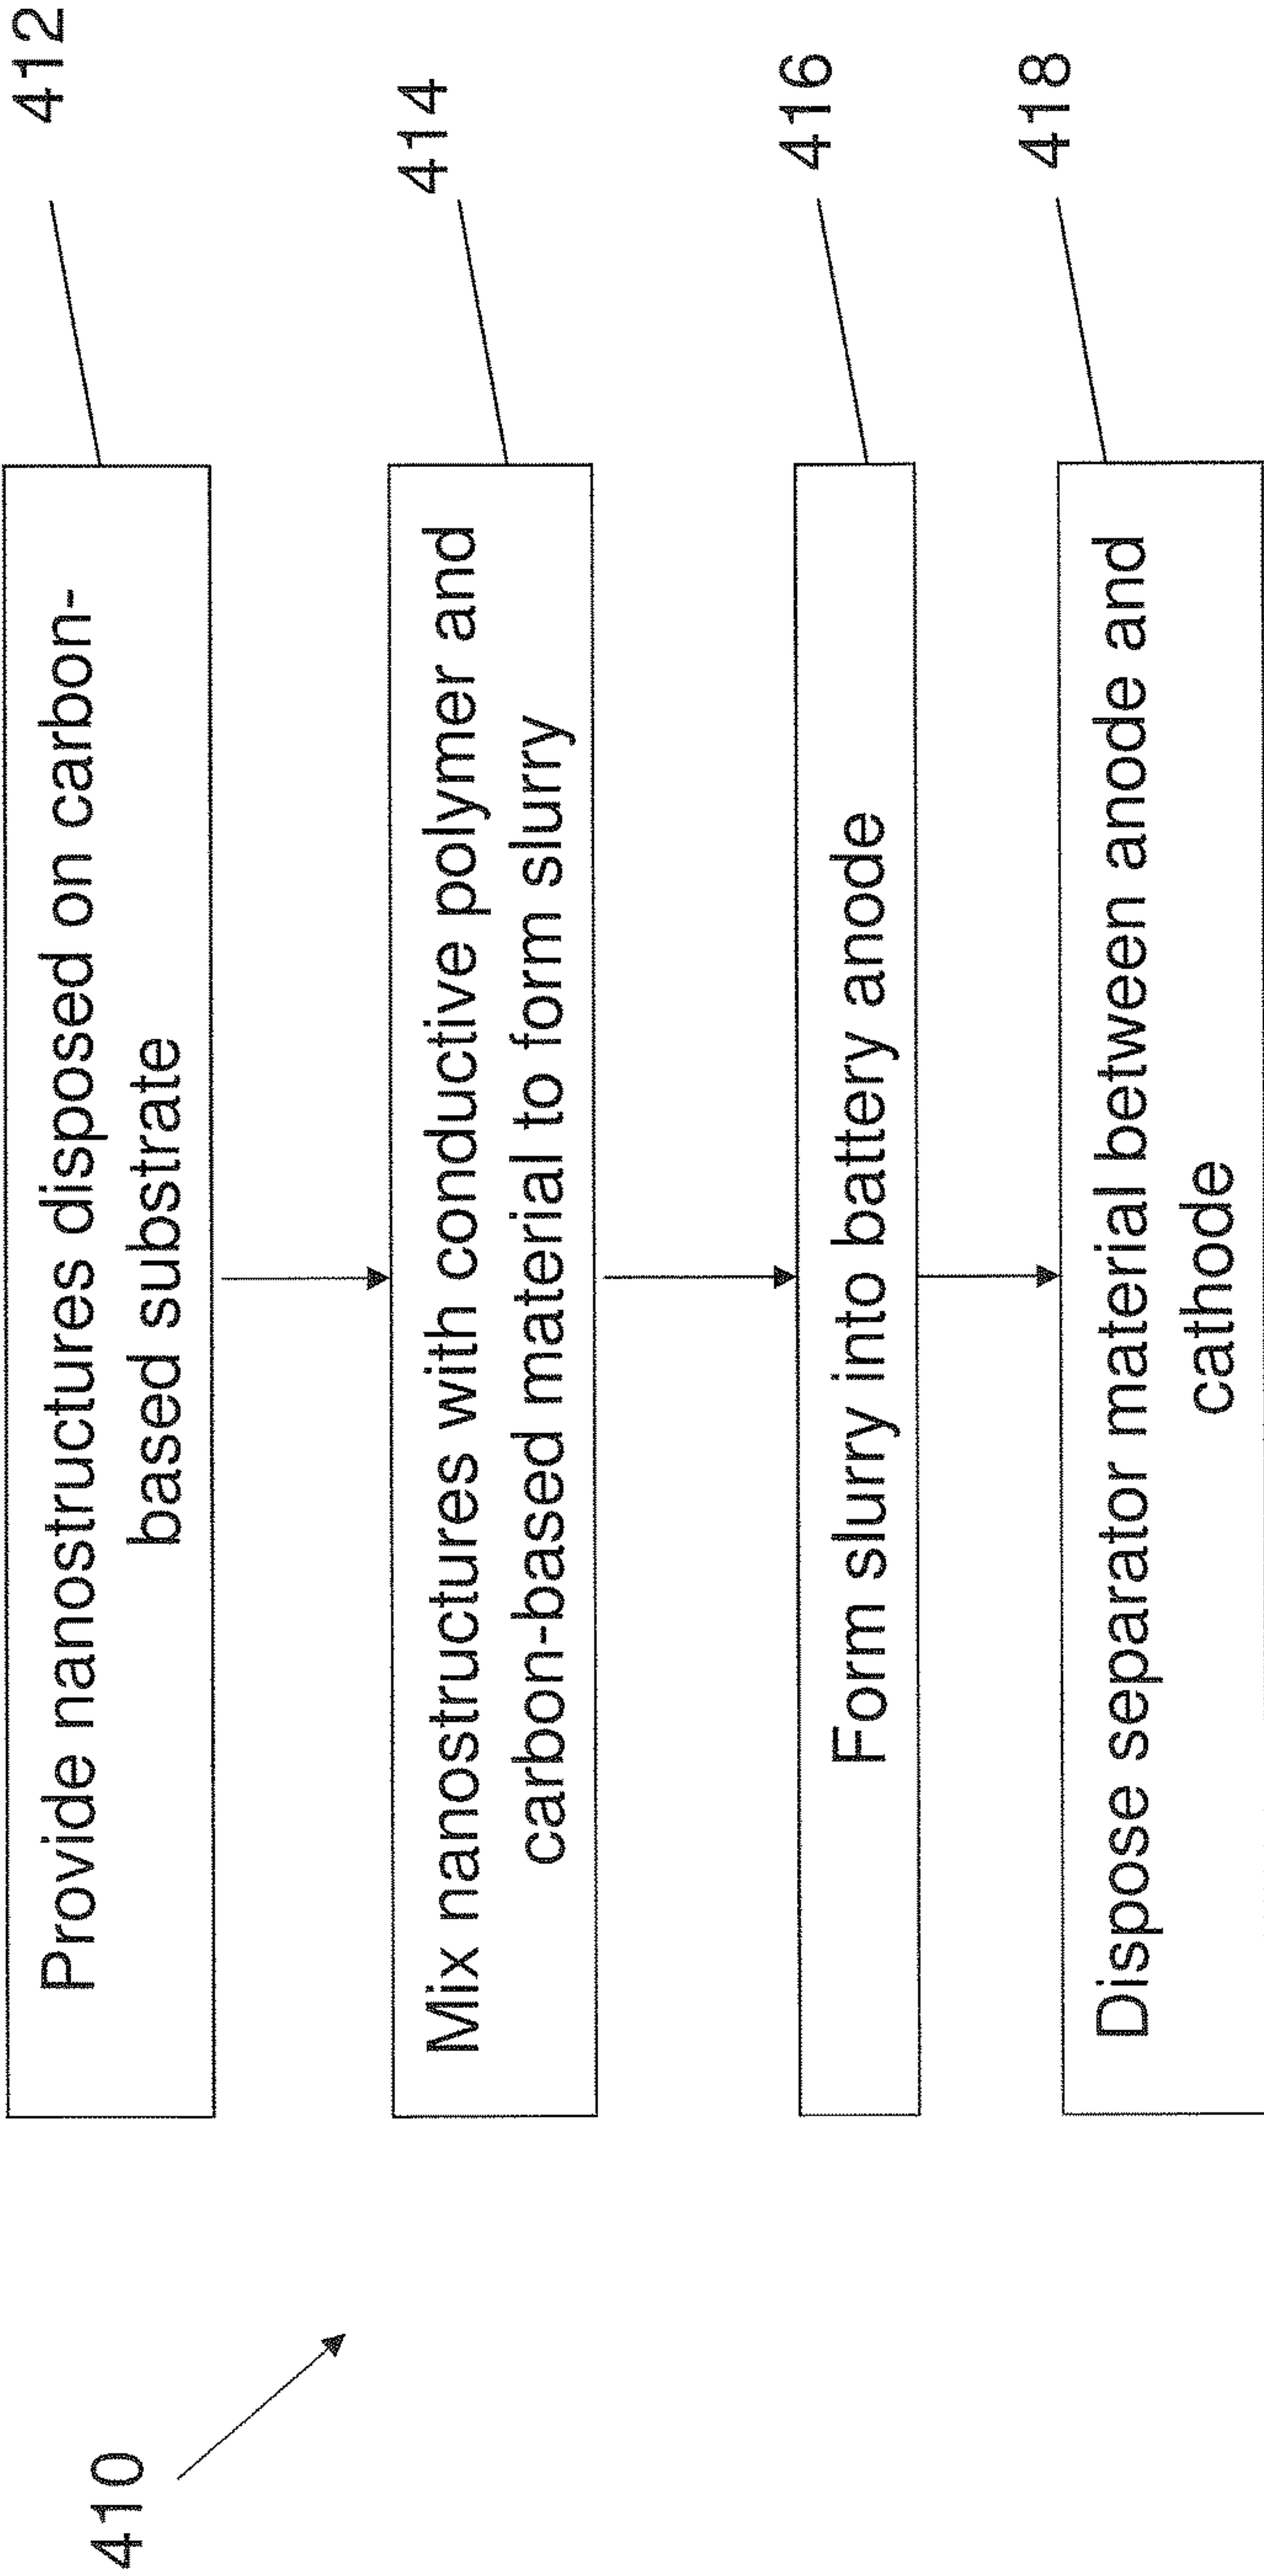 410
412
Provide nanostructures disposed on carbon-
based substrate
414
Mix nanostructures with conductive polymer and
carbon-based material to form slurry
416
Form slurry into battery anode
418
Dispose separator material between anode and
cathode